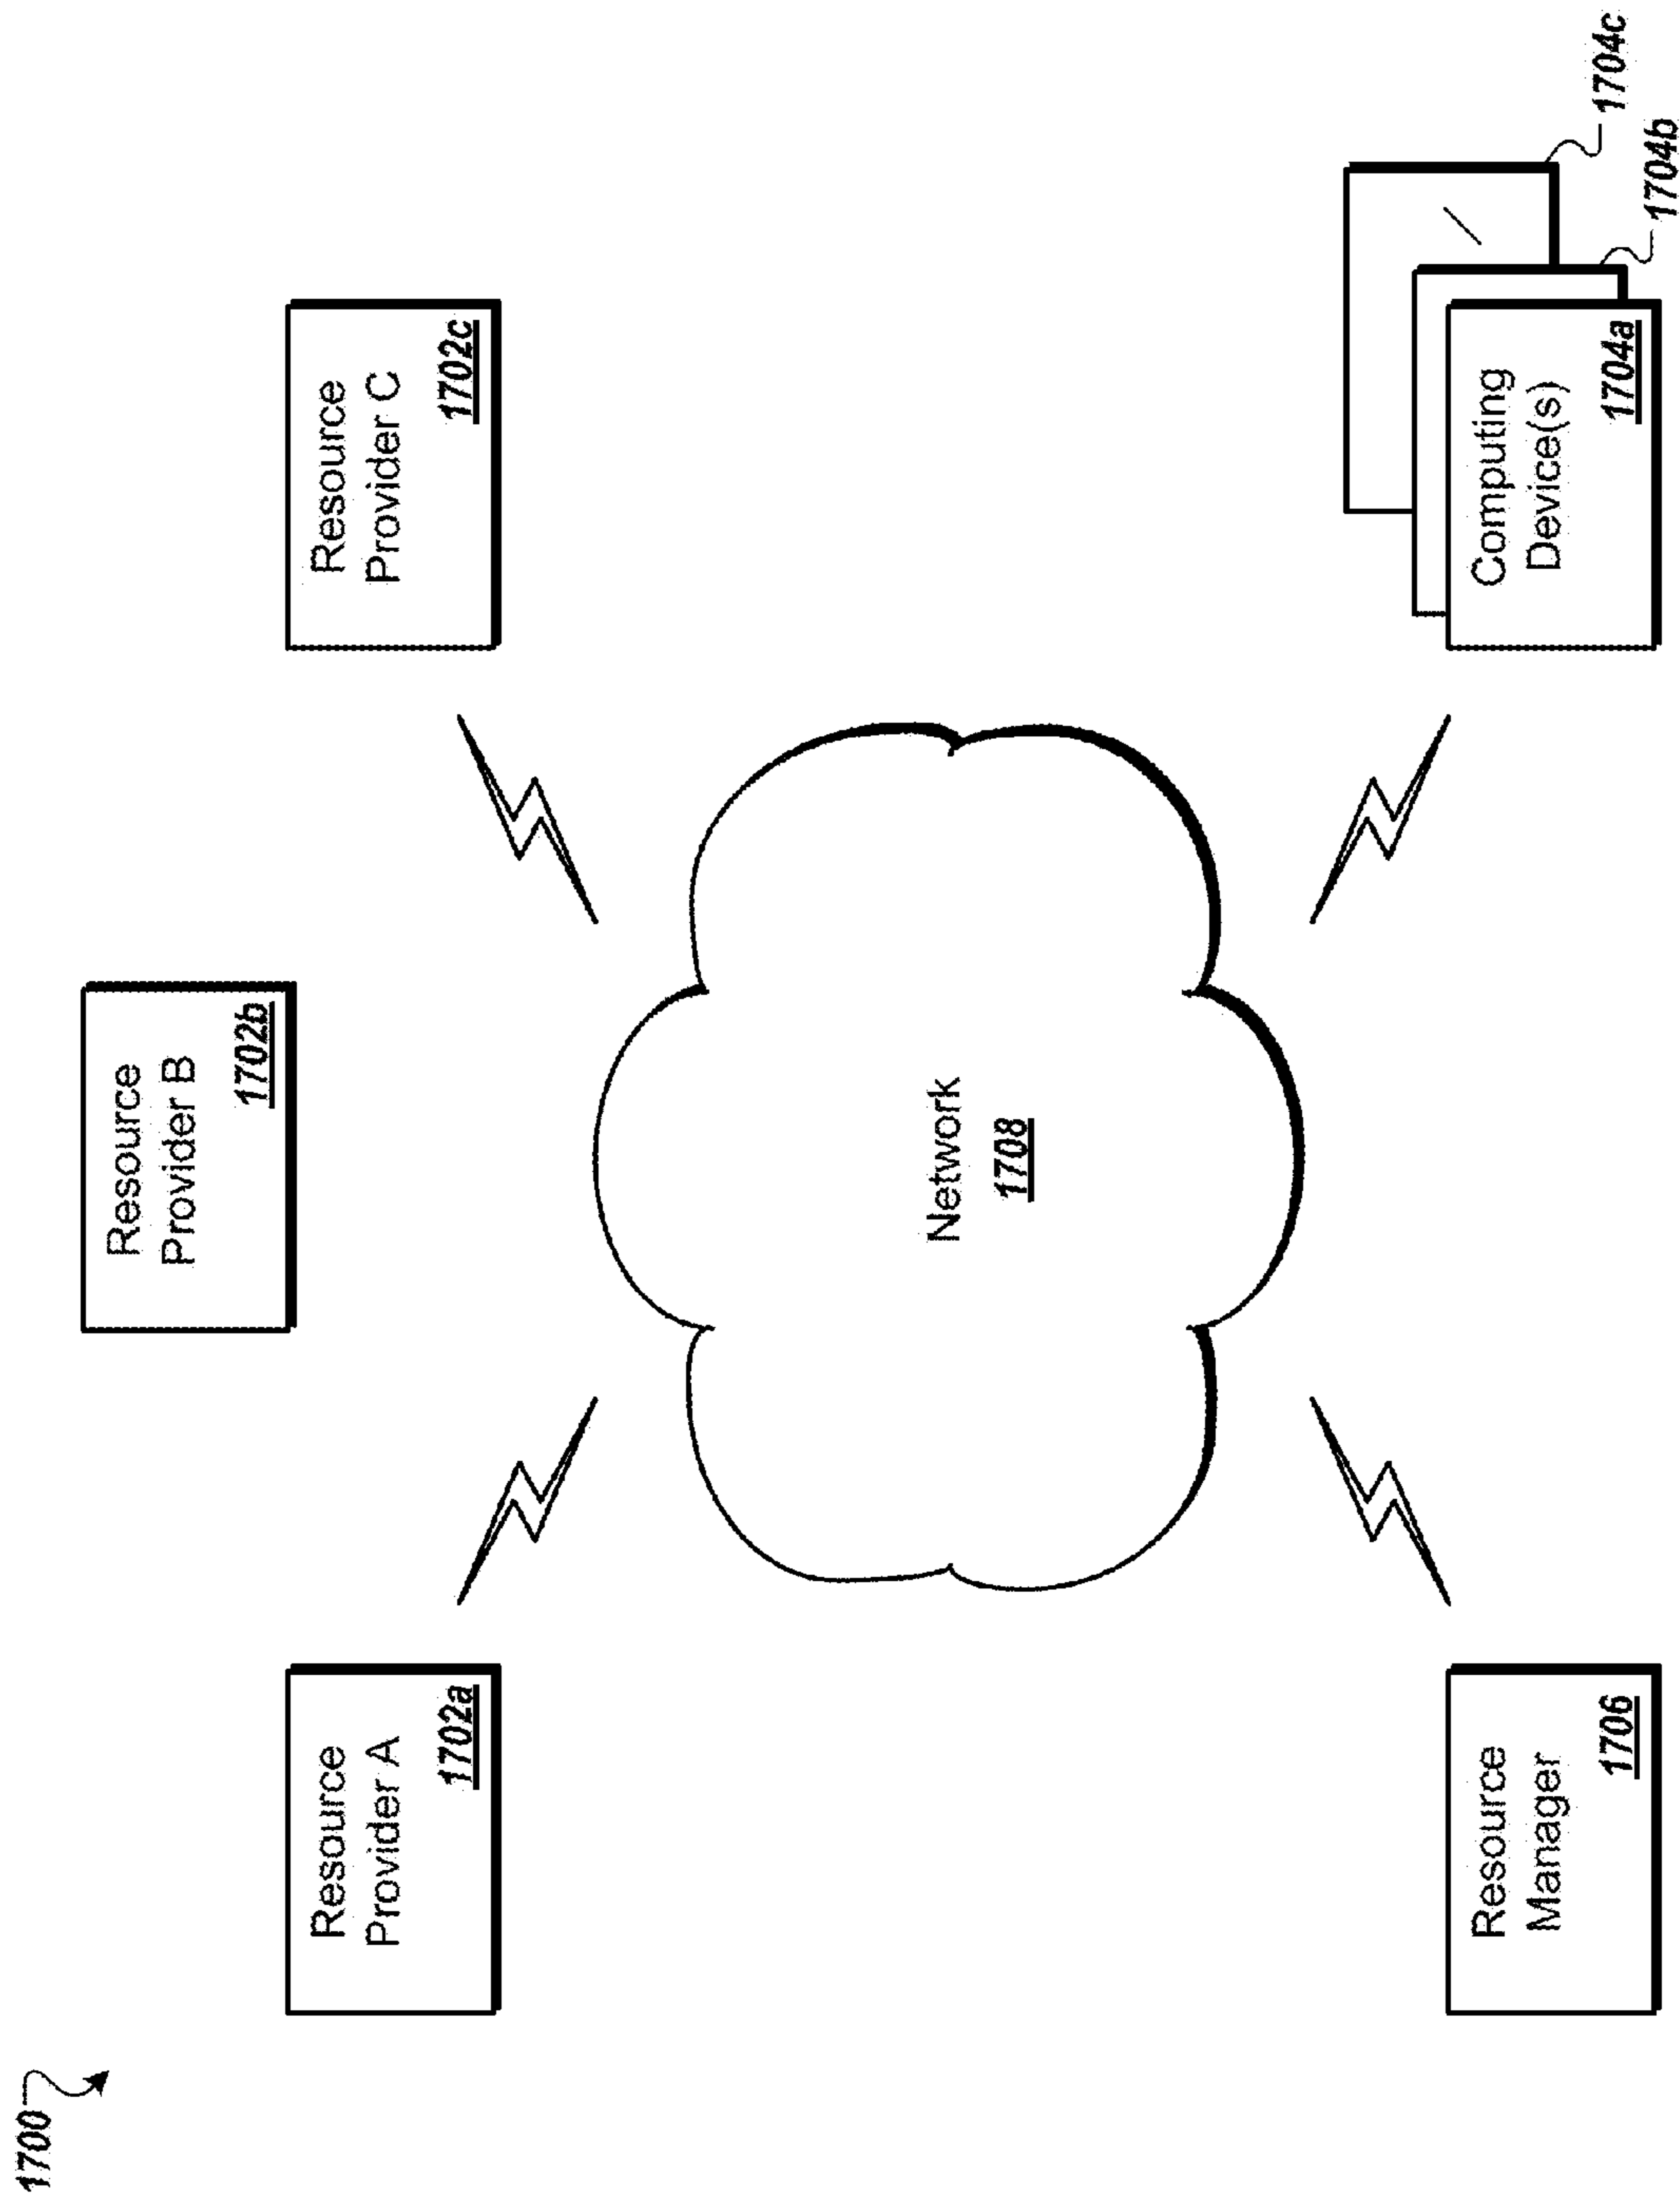 1700
Resource
Provider B
1702b
Resource
Provider A
1702a
Resource
Provider C
1702c
Network
1708
Resource
Manager
1706
Computing
Device(s)
1704a
1704b
1704c